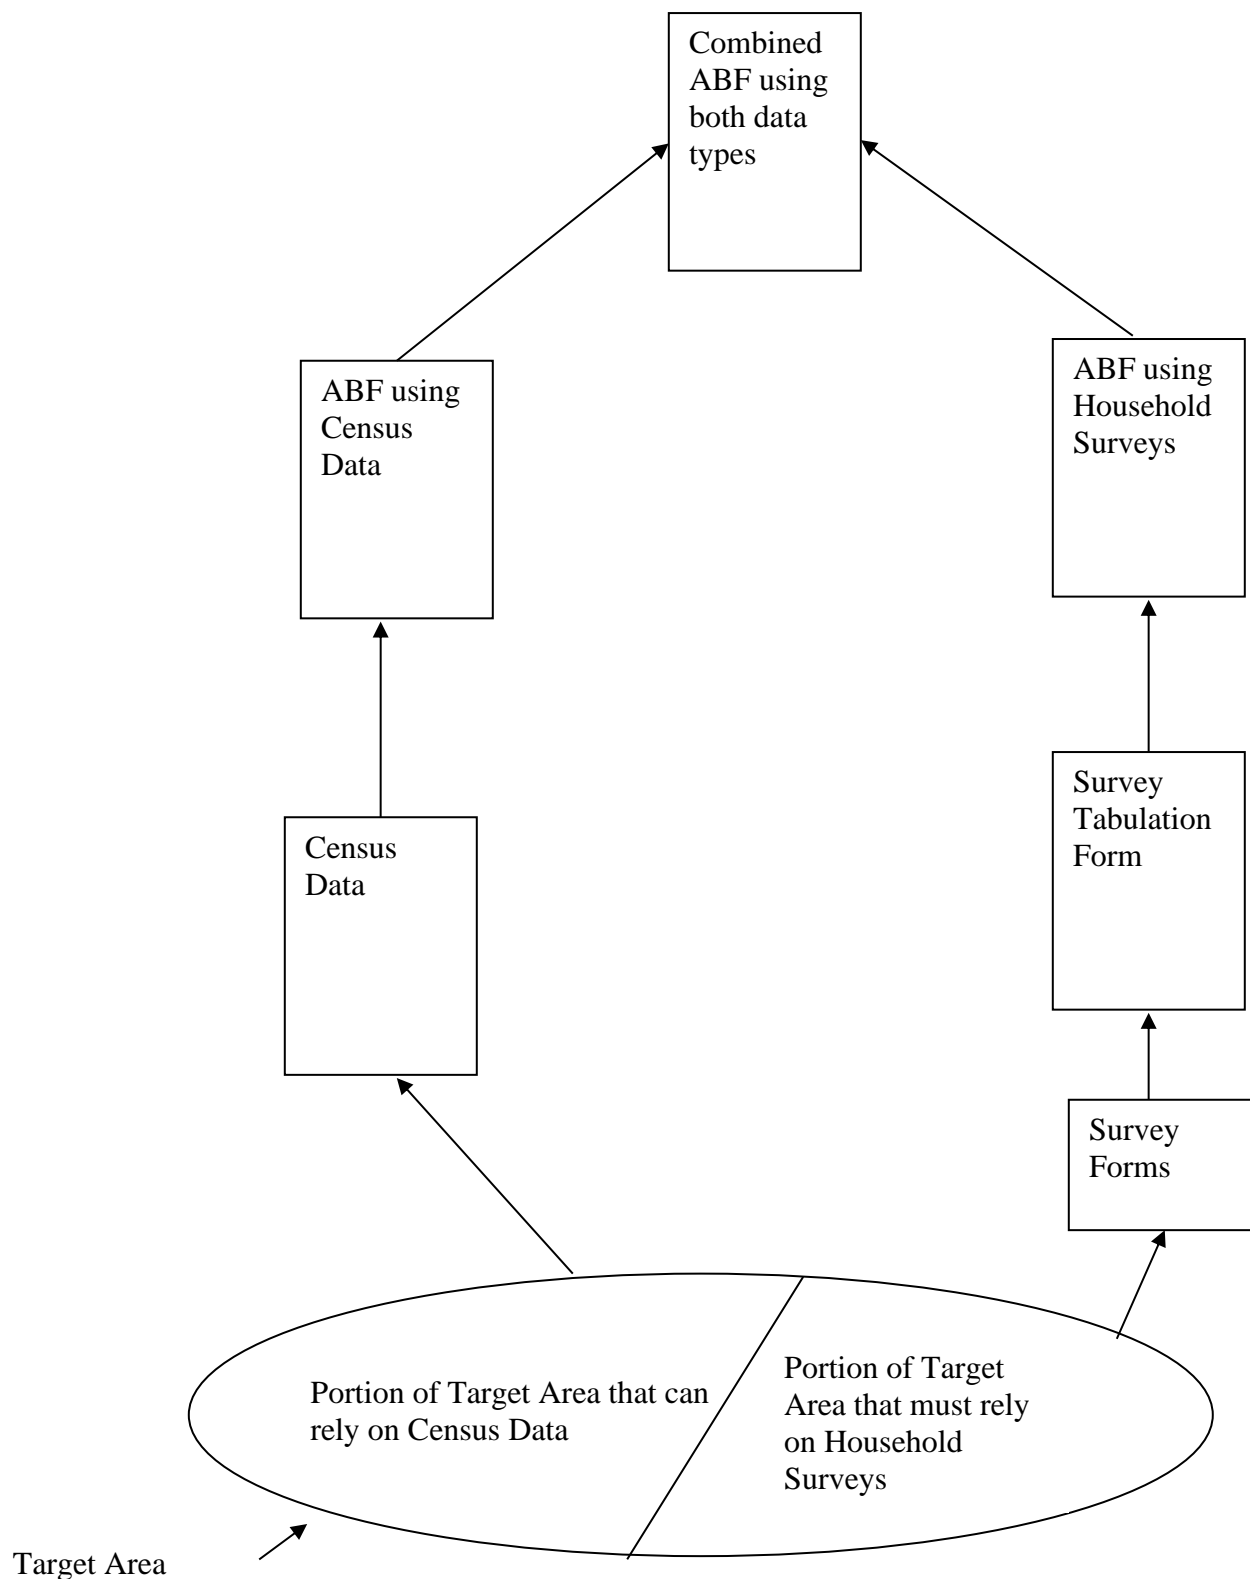 Combined
ABF using
both data
types
ABF using
Census
Data
ABF using
Household
Surveys
Census
Data
Survey
Tabulation
Form
Survey
Forms
Portion of Target Area that can
rely on Census Data
Portion of Target
Area that must rely
on Household
Surveys
Target Area